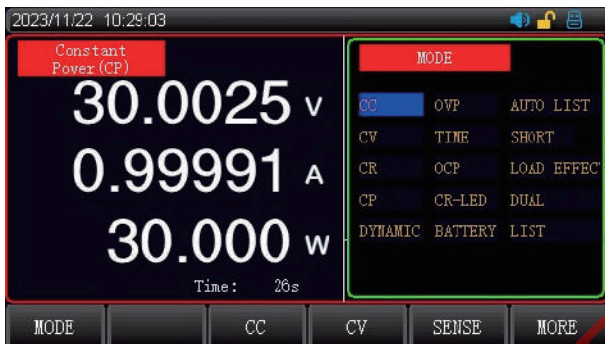 2023/11/22 10:29:03
Constant
Power(CP)
30.0025 V
0.99991 A
30.000 W
Time: 26s
MODE
CC OVP AUTO LIST
CV TIME SHORT
CR OCP LOAD EFFEC
CP CR-LED DUAL
DYNAMIC BATTERY LIST
MODE CC CV SENSE MORE